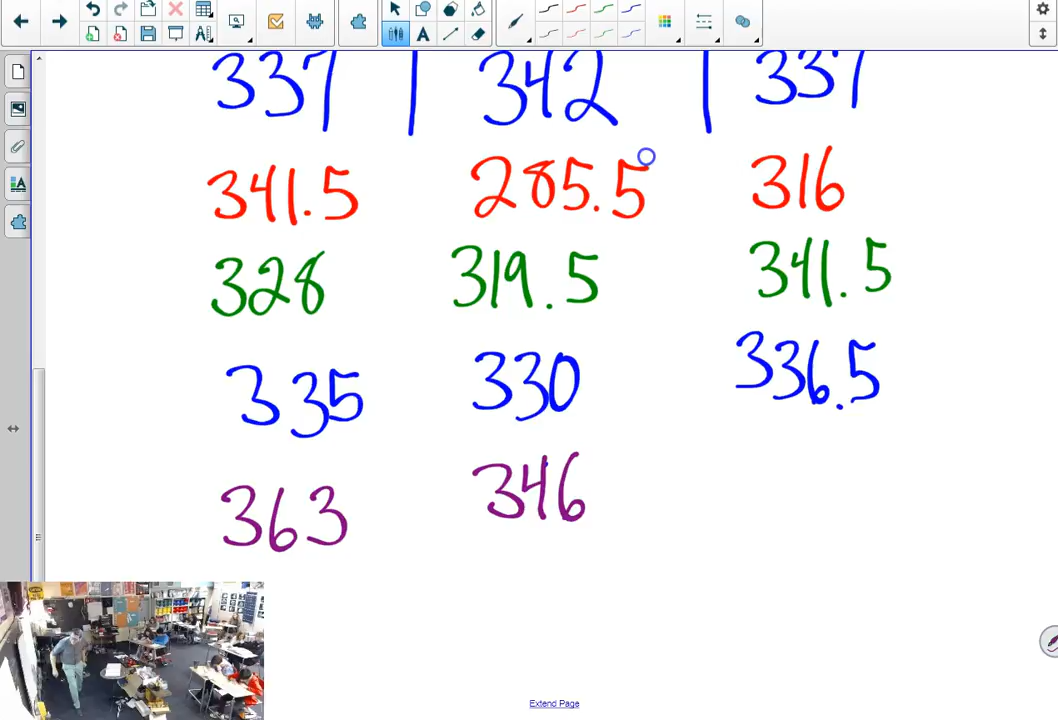 337 | 342 | 337
341.5 285.5 316
328 319.5 341.5
335 330 336.5
363 346
Extend Page